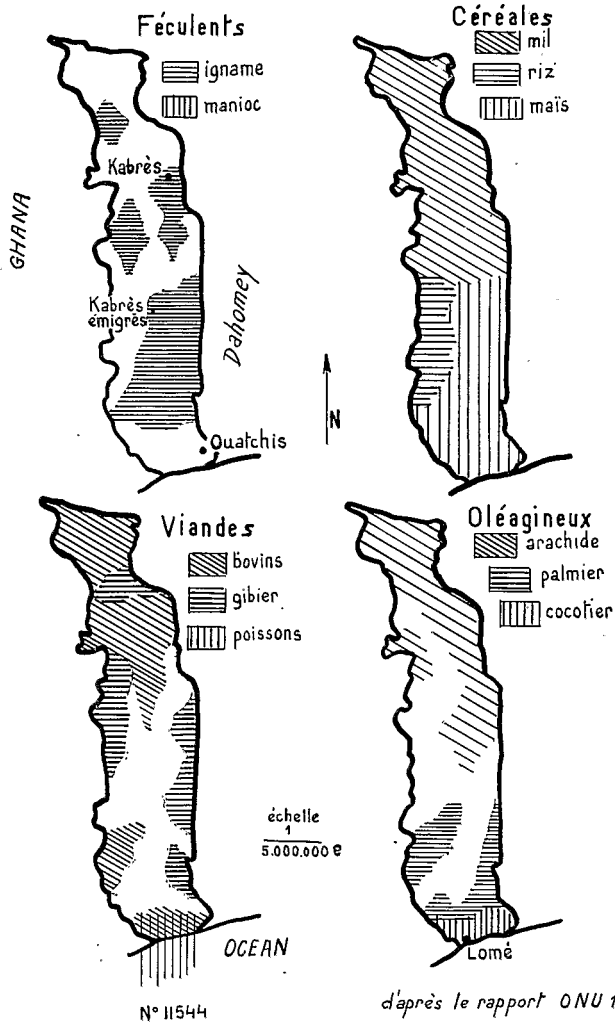 Féculents
igname
manioc
Kabrès
GHANA
Kabrès
émigrés
Dahomey
Ouatchis
Céréales
mil
riz
maïs
N
Viandes
bovins
gibier
poissons
échelle
1
5.000.000 e
OCEAN
N° 11544
Oléagineux
arachide
palmier
cocotier
Lomé
d'après le rapport ONU 1